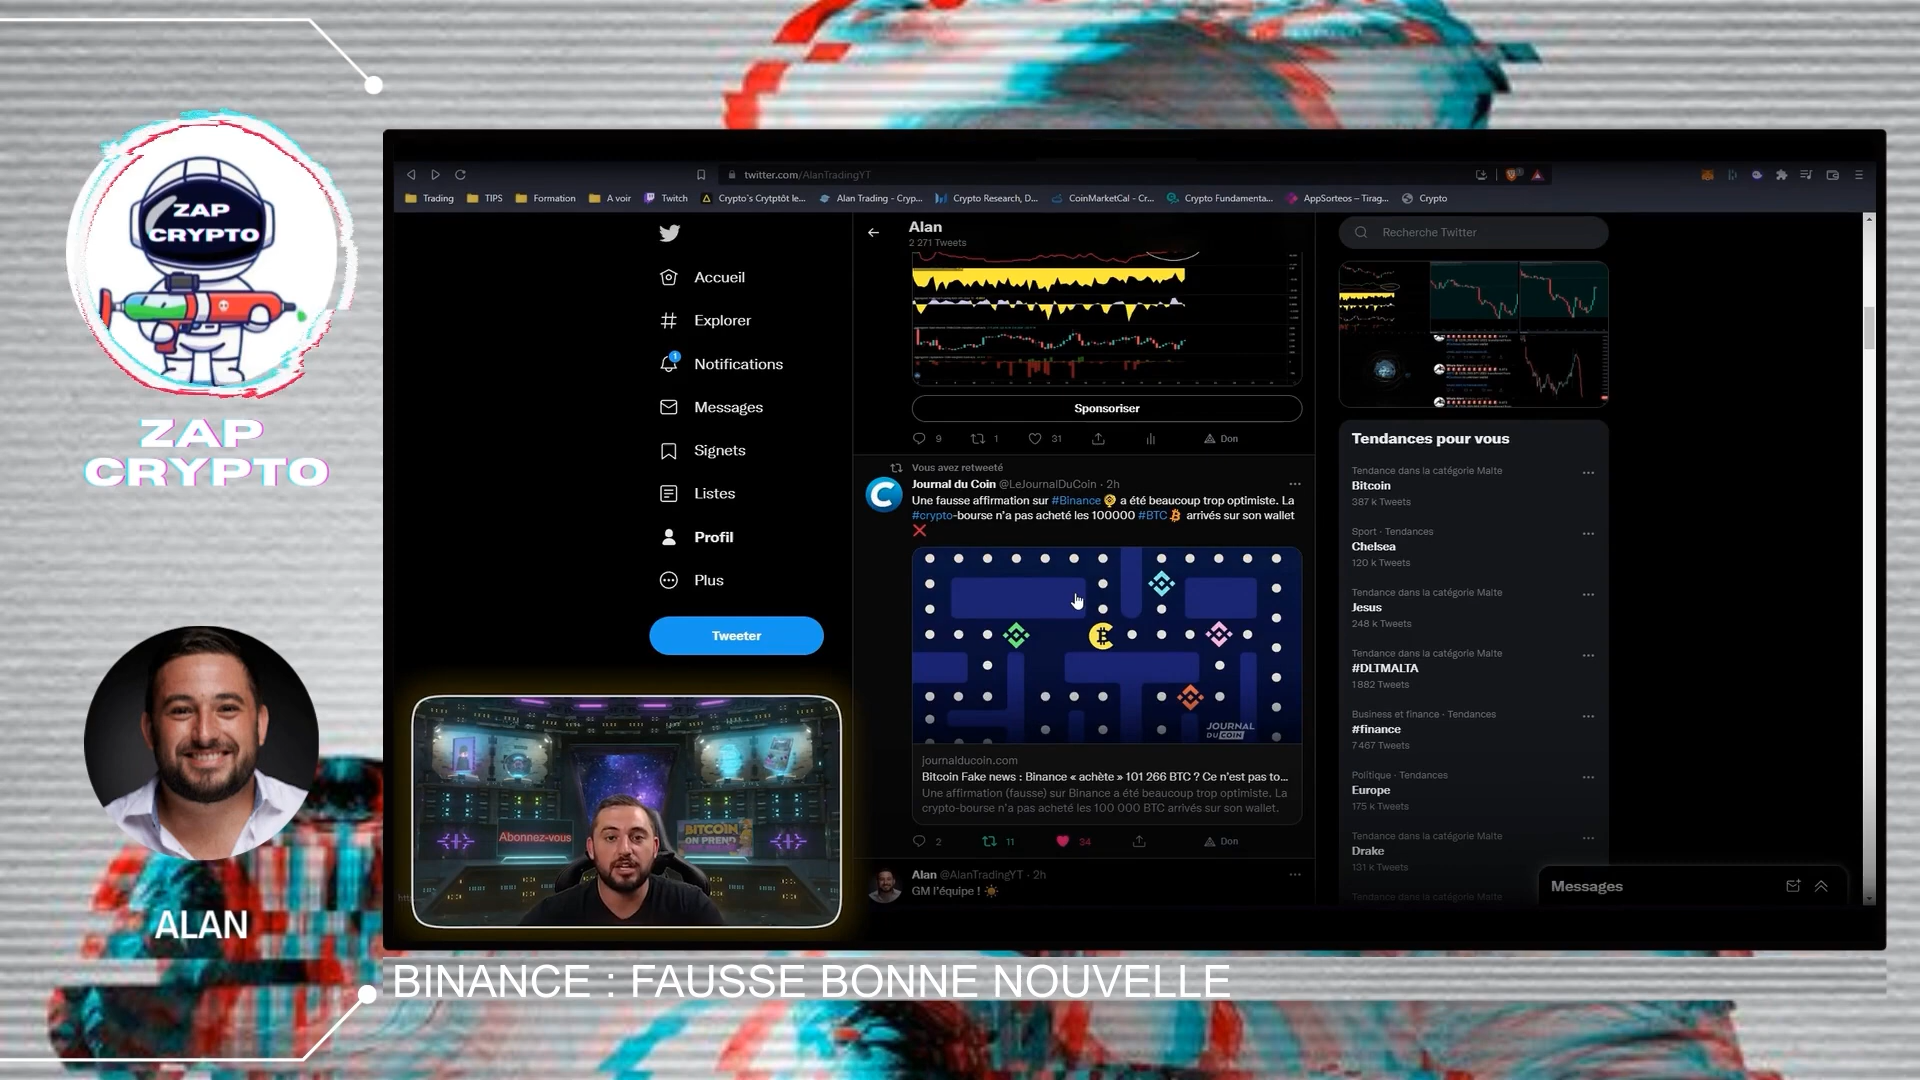 ZAP
CRYPTO
ZAP
CRYPTO
ALAN
twitter.com/AlanTradingYT
Trading
TIPS
Formation
A voir
Twitch
Crypto's Crytptôt le...
Alan Trading - Cryp...
Crypto Research, D...
CoinMarketCal - Cr...
Crypto Fundamenta...
AppSorteos – Tirag...
Crypto
Accueil
Explorer
1
Notifications
Messages
Signets
Listes
Profil
Plus
Tweeter
Abonnez-vous
BITCOIN
ON PREND
Alan
2 271 Tweets
Sponsoriser
9
1
31
Don
Vous avez retweeté
Journal du Coin @LeJournalDuCoin · 2h
Une fausse affirmation sur #Binance a été beaucoup trop optimiste. La
#crypto-bourse n'a pas acheté les 100000 #BTC arrivés sur son wallet
JOURNAL
DU COIN
journalducoin.com
Bitcoin Fake news : Binance « achète » 101 266 BTC ? Ce n'est pas to...
Une affirmation (fausse) sur Binance a été beaucoup trop optimiste. La
crypto-bourse n'a pas acheté les 100 000 BTC arrivés sur son wallet.
2
11
34
Don
Alan @AlanTradingYT · 2h
GM l'équipe !
Recherche Twitter
Tendances pour vous
Tendance dans la catégorie Malte
Bitcoin
387 k Tweets
Sport · Tendances
Chelsea
120 k Tweets
Tendance dans la catégorie Malte
Jesus
248 k Tweets
Tendance dans la catégorie Malte
#DLTMALTA
1 882 Tweets
Business et finance · Tendances
#finance
7 467 Tweets
Politique · Tendances
Europe
175 k Tweets
Tendance dans la catégorie Malte
Drake
131 k Tweets
Tendance dans la catégorie Malte
Messages
BINANCE : FAUSSE BONNE NOUVELLE